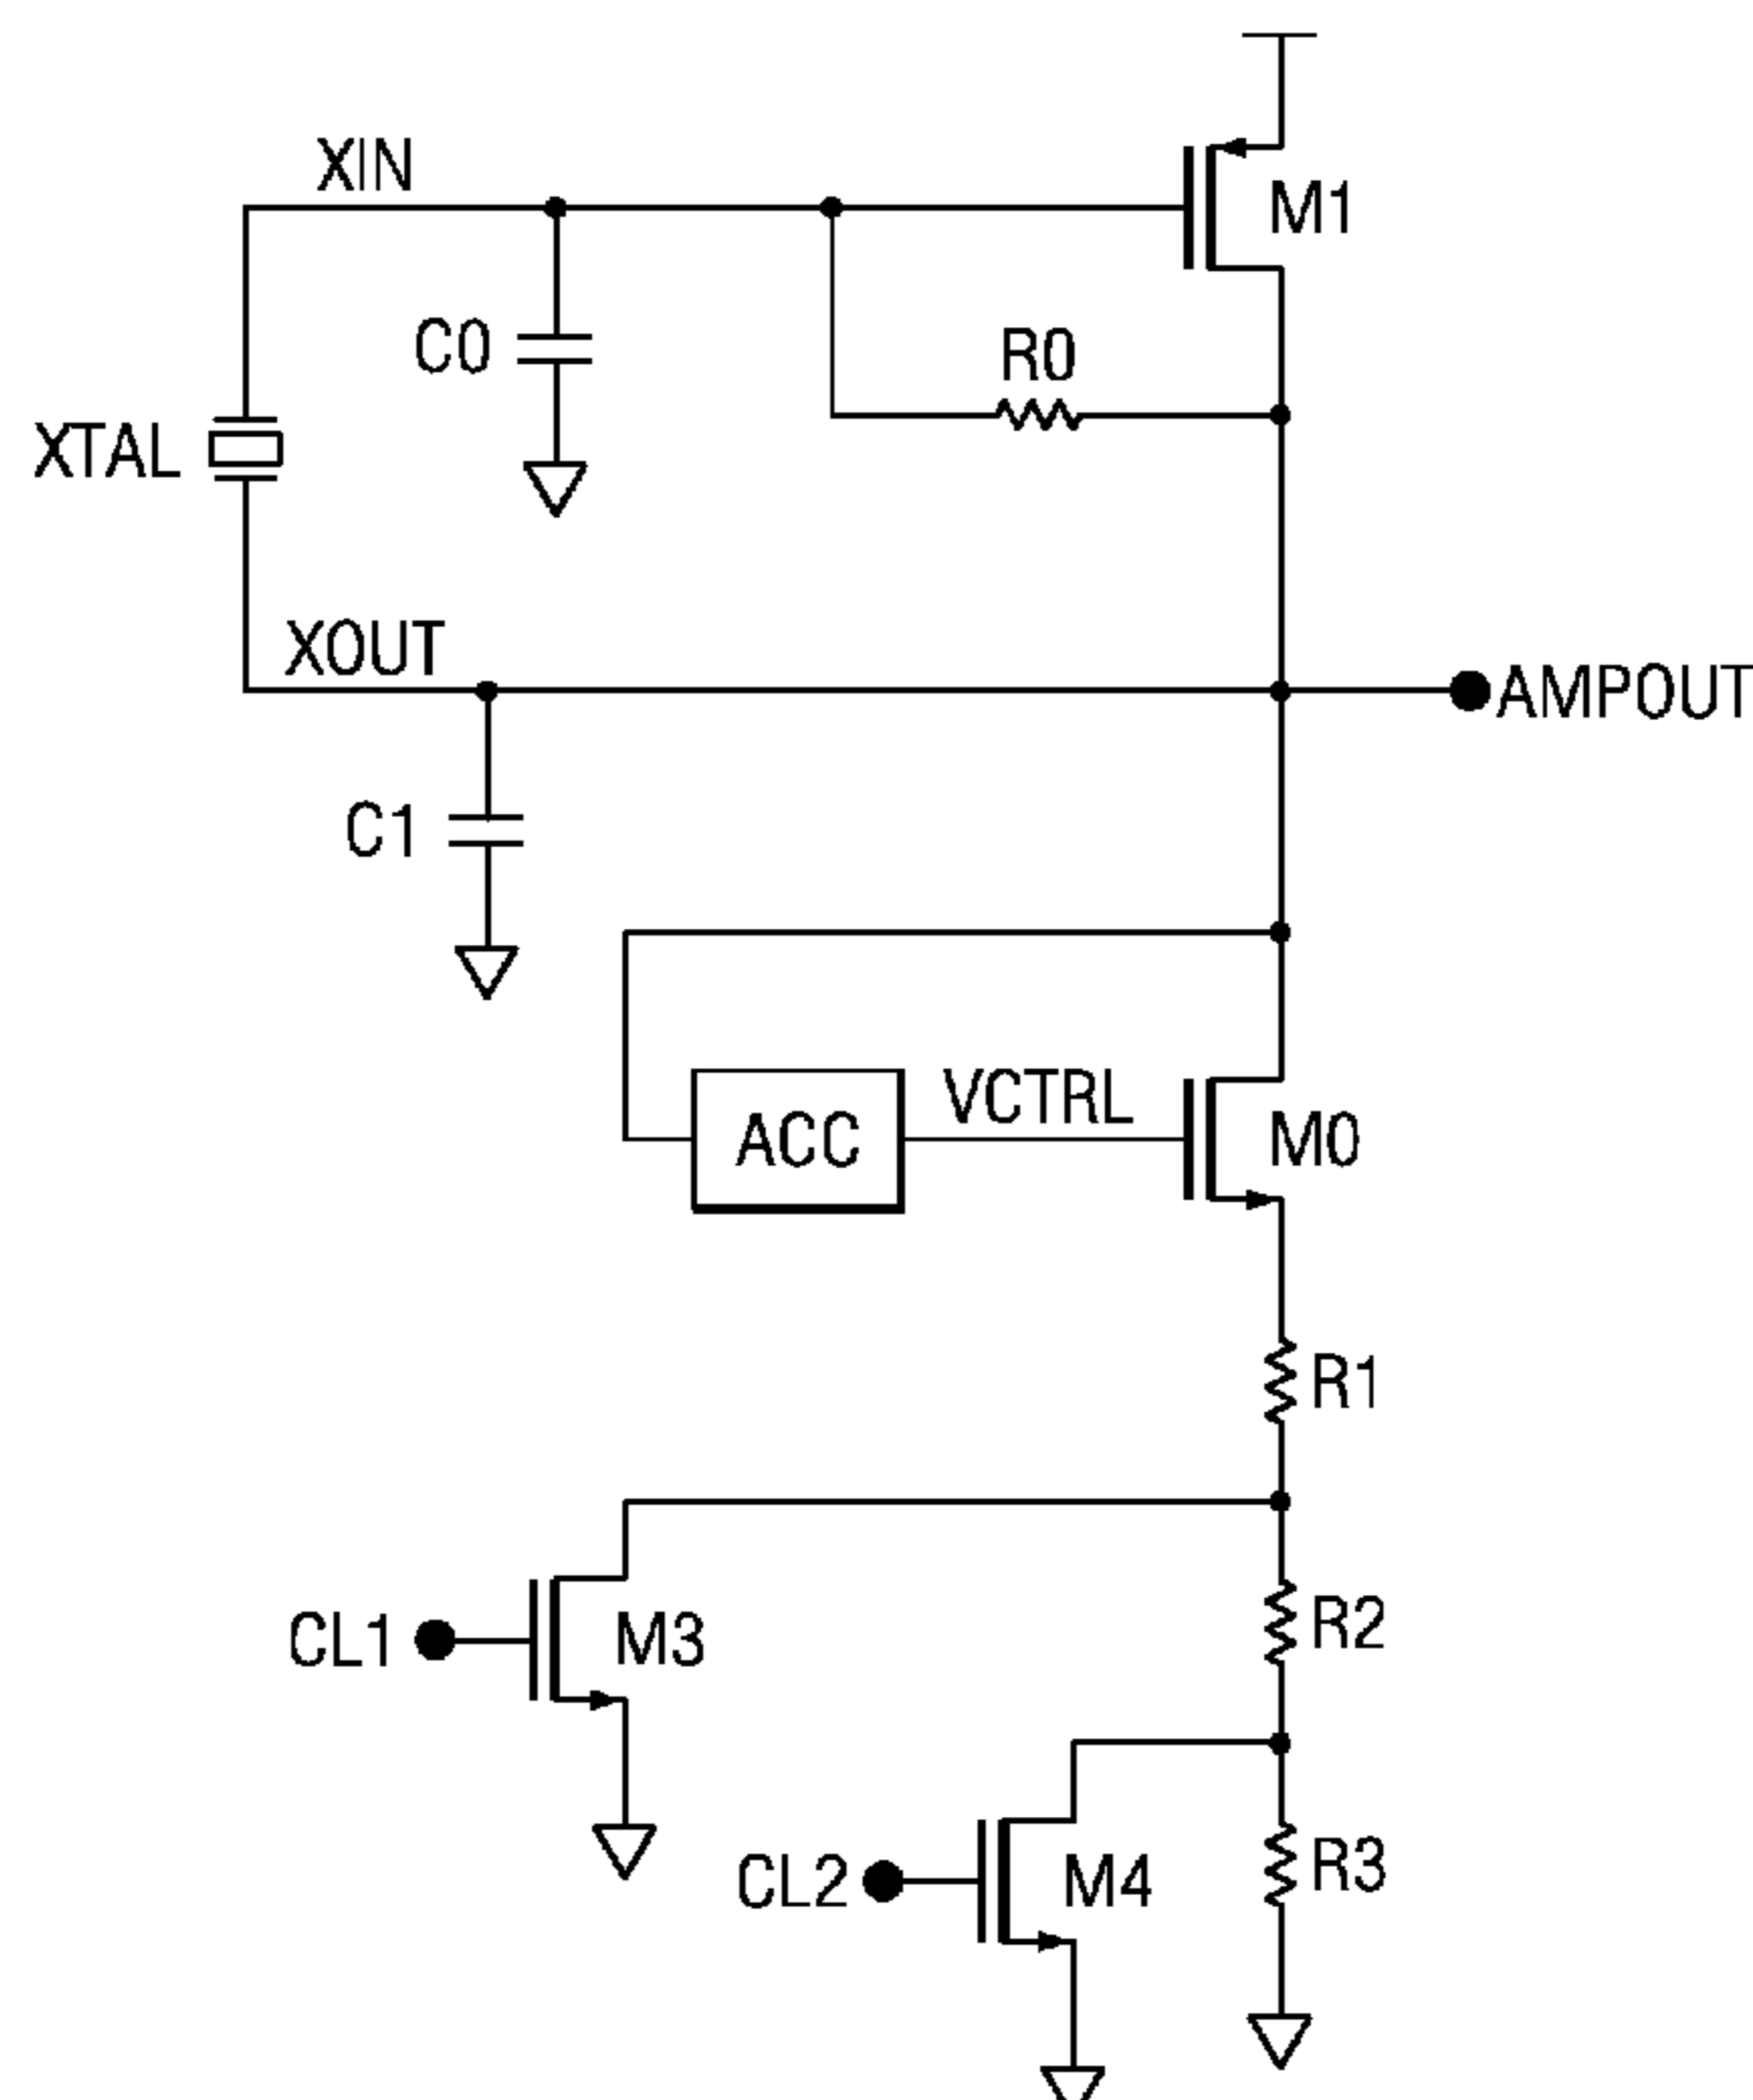 XIN
M1
C0
R0
XTAL
XOUT
AMPOUT
C1
VCTRL
ACC
M0
R1
CL1
M3
R2
CL2
M4
R3